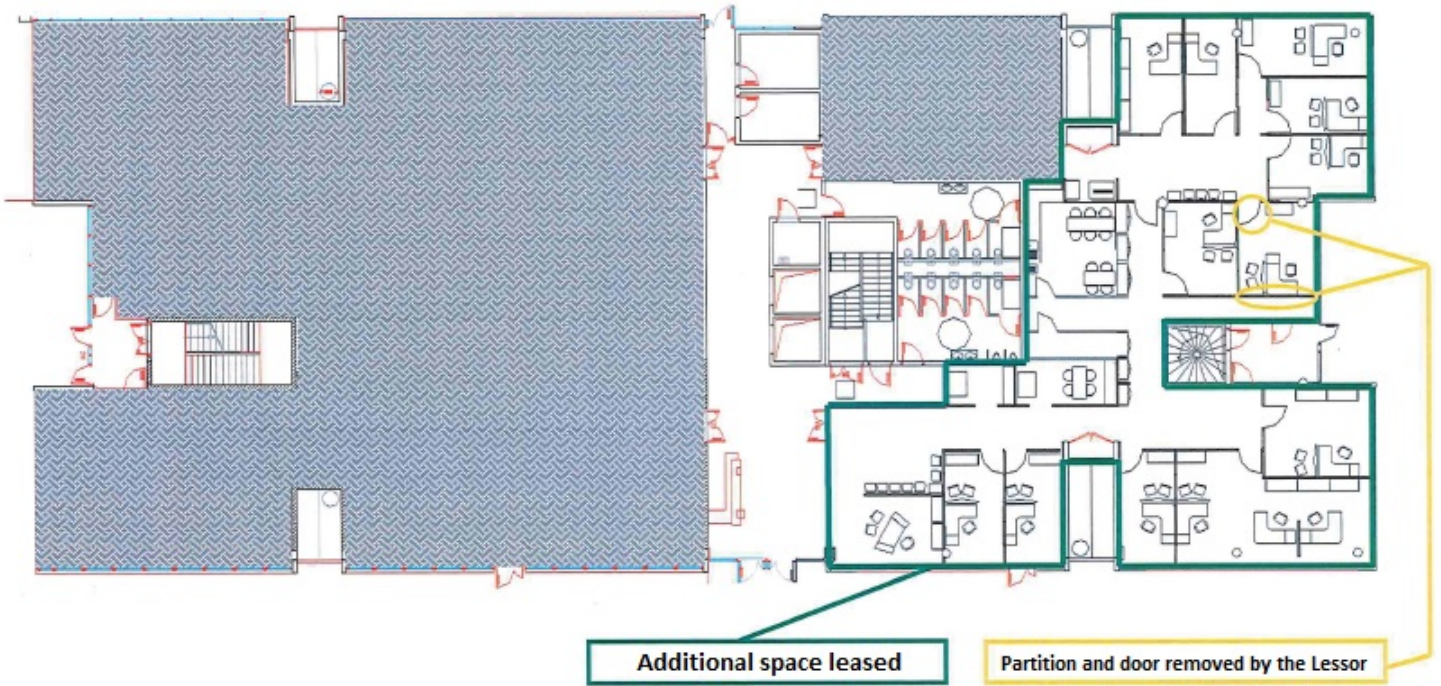 Additional space leased
Partition and door removed by the Lessor